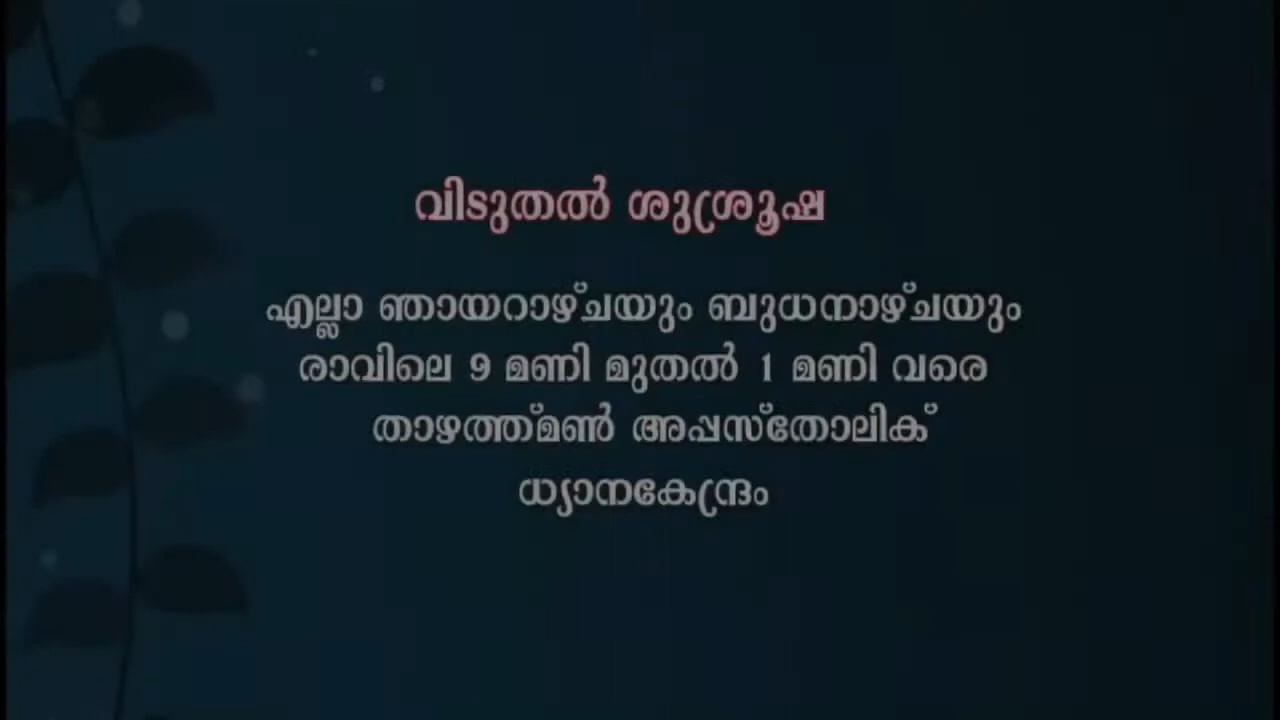 വിടുതൽ ശുശ്രൂഷ
എല്ലാ ഞായറാഴ്ചയും ബുധനാഴ്ചയും
രാവിലെ 9 മണി മുതൽ 1 മണി വരെ
താഴത്ത്മൺ അപ്പസ്തോലിക്
ധ്യാനകേന്ദ്രം